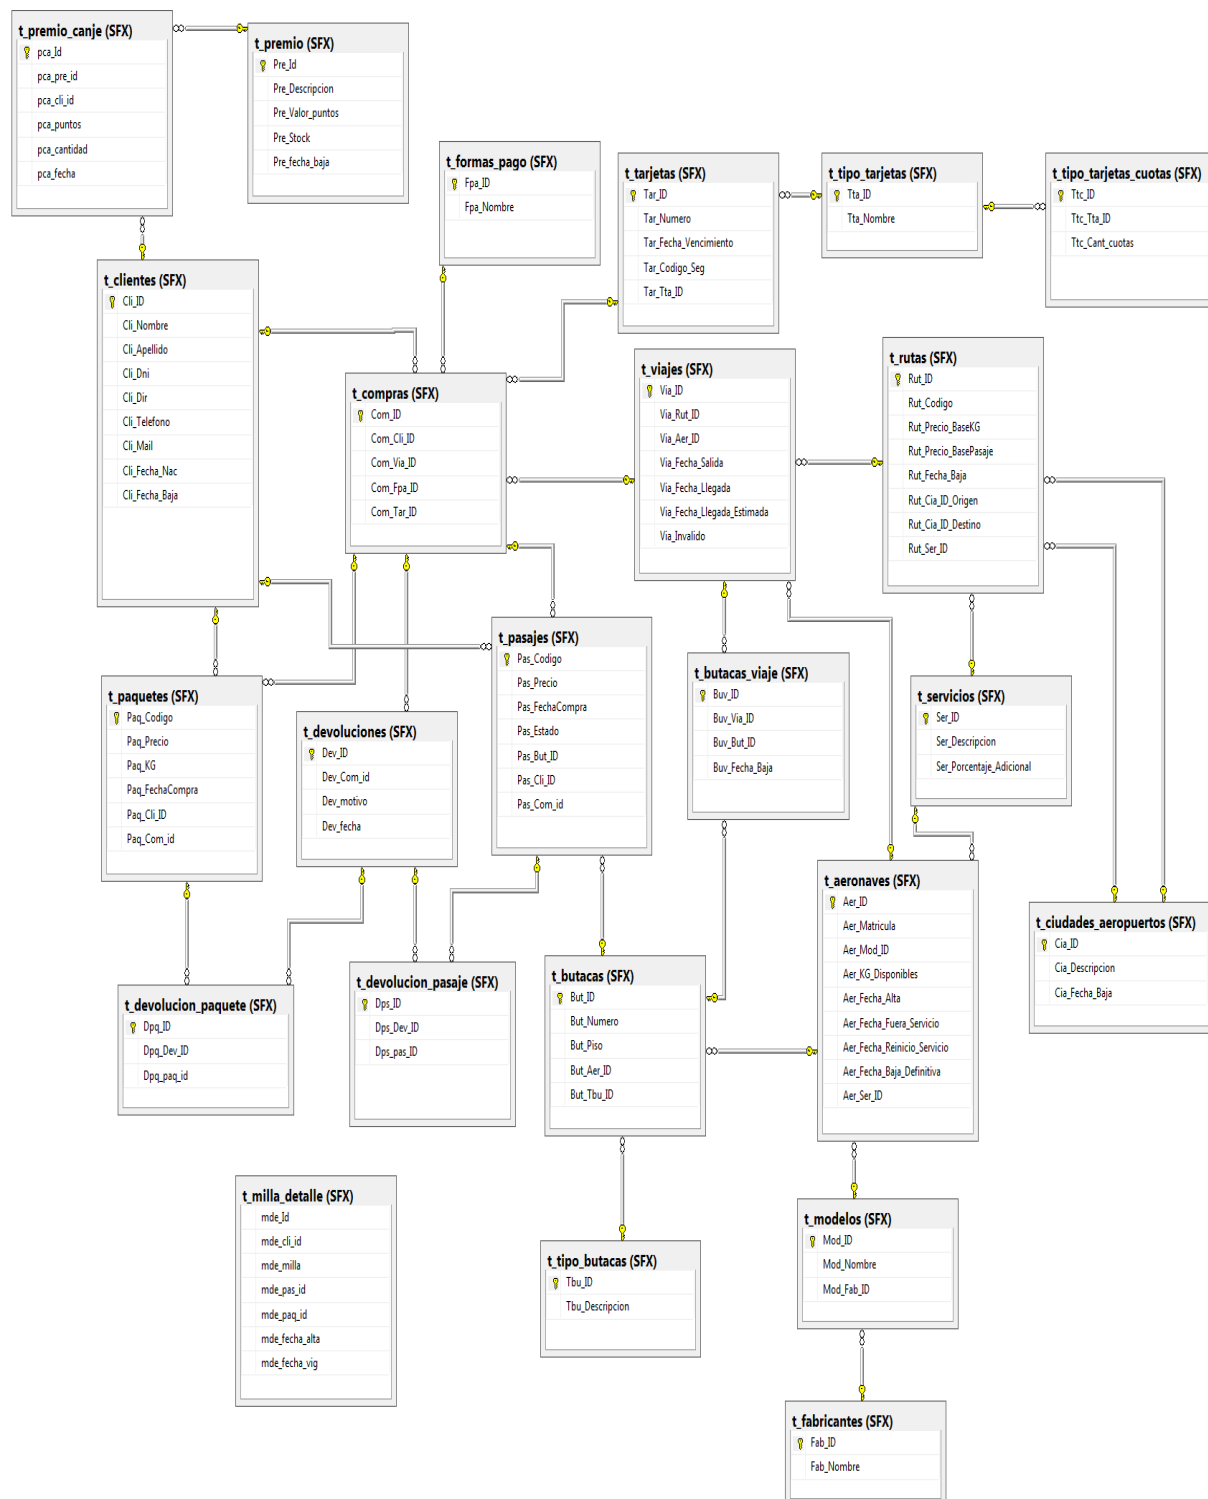 t_premio_canje (SFX)
pca_Id
pca_pre_id
pca_cli_id
pca_puntos
pca_cantidad
pca_fecha
t_premio (SFX)
Pre_Id
Pre_Descripcion
Pre_Valor_puntos
Pre_Stock
Pre_fecha_baja
t_formas_pago (SFX)
Fpa_ID
Fpa_Nombre
t_tarjetas (SFX)
Tar_ID
Tar_Numero
Tar_Fecha_Vencimiento
Tar_Codigo_Seg
Tar_Tta_ID
t_tipo_tarjetas (SFX)
Tta_ID
Tta_Nombre
t_tipo_tarjetas_cuotas (SFX)
Ttc_ID
Ttc_Tta_ID
Ttc_Cant_cuotas
t_clientes (SFX)
Cli_ID
Cli_Nombre
Cli_Apellido
Cli_Dni
Cli_Dir
Cli_Telefono
Cli_Mail
Cli_Fecha_Nac
Cli_Fecha_Baja
t_compras (SFX)
Com_ID
Com_Cli_ID
Com_Via_ID
Com_Fpa_ID
Com_Tar_ID
t_viajes (SFX)
Via_ID
Via_Rut_ID
Via_Aer_ID
Via_Fecha_Salida
Via_Fecha_Llegada
Via_Fecha_Llegada_Estimada
Via_Invalido
t_rutas (SFX)
Rut_ID
Rut_Codigo
Rut_Precio_BaseKG
Rut_Precio_BasePasaje
Rut_Fecha_Baja
Rut_Cia_ID_Origen
Rut_Cia_ID_Destino
Rut_Ser_ID
t_paquetes (SFX)
Paq_Codigo
Paq_Precio
Paq_KG
Paq_FechaCompra
Paq_Cli_ID
Paq_Com_id
t_devoluciones (SFX)
Dev_ID
Dev_Com_id
Dev_motivo
Dev_fecha
t_pasajes (SFX)
Pas_Codigo
Pas_Precio
Pas_FechaCompra
Pas_Estado
Pas_But_ID
Pas_Cli_ID
Pas_Com_id
t_butacas_viaje (SFX)
Buv_ID
Buv_Via_ID
Buv_But_ID
Buv_Fecha_Baja
t_servicios (SFX)
Ser_ID
Ser_Descripcion
Ser_Porcentaje_Adicional
t_aeronaves (SFX)
Aer_ID
Aer_Matricula
Aer_Mod_ID
Aer_KG_Disponibles
Aer_Fecha_Alta
Aer_Fecha_Fuera_Servicio
Aer_Fecha_Reinicio_Servicio
Aer_Fecha_Baja_Definitiva
Aer_Ser_ID
t_ciudades_aeropuertos (SFX)
Cia_ID
Cia_Descripcion
Cia_Fecha_Baja
t_devolucion_paquete (SFX)
Dpq_ID
Dpq_Dev_ID
Dpq_paq_id
t_devolucion_pasaje (SFX)
Dps_ID
Dps_Dev_ID
Dps_pas_ID
t_butacas (SFX)
But_ID
But_Numero
But_Piso
But_Aer_ID
But_Tbu_ID
t_milla_detalle (SFX)
mde_Id
mde_cli_id
mde_milla
mde_pas_id
mde_paq_id
mde_fecha_alta
mde_fecha_vig
t_tipo_butacas (SFX)
Tbu_ID
Tbu_Descripcion
t_modelos (SFX)
Mod_ID
Mod_Nombre
Mod_Fab_ID
t_fabricantes (SFX)
Fab_ID
Fab_Nombre